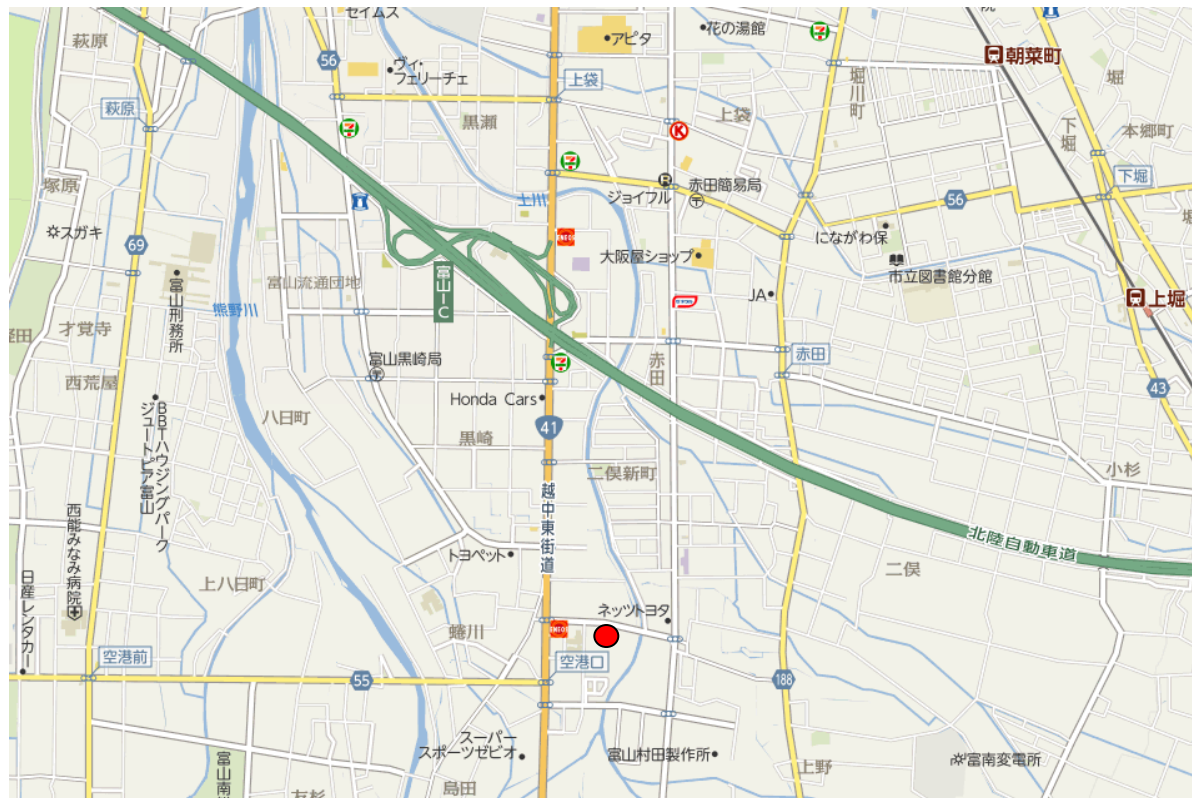 セイムス
萩原
56
ヴィ・
フェリーチェ
アピタ
花の湯館
朝菜町
堀
堀川町
上袋
萩原
黒瀬
上袋
K
下堀
本郷町
下堀
塚原
スガキ
69
土川
R
ジョイフル
赤田簡易局
56
にながわ保
ENEOS
大阪屋ショップ
市立図書館分館
富山IC
富山流通団地
JA
上堀
富山刑務所
熊野川
才覚寺
赤田
赤田
富山黒崎局
西荒屋
43
八日町
Honda Cars
41
黒崎
BBTハウジングパーク
ジュートピア富山
二俣新町
小杉
西能みなみ病院
越中東街道
北陸自動車道
トヨペット
二俣
上八日町
日産レンタカー
ネッツトヨタ
蜷川
ENEOS
空港前
空港口
55
188
スーパー
スポーツゼビオ
富山村田製作所
富南変電所
上野
島田
友杉